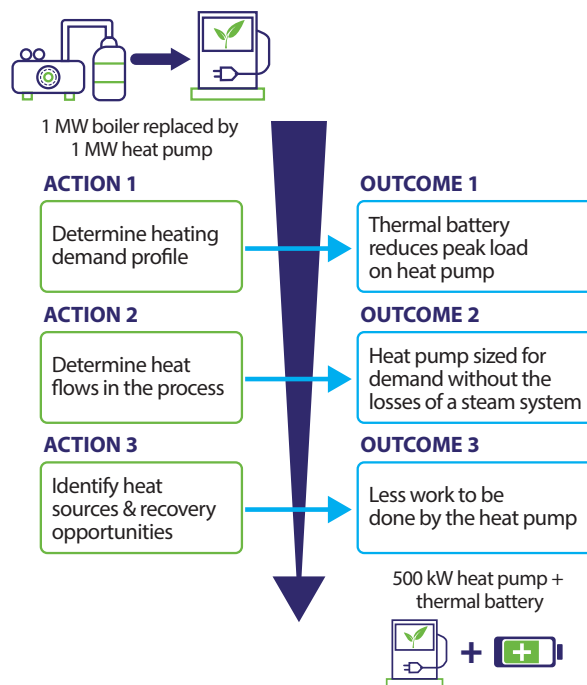 1 MW boiler replaced by
1 MW heat pump
ACTION 1
Determine heating
demand profile
OUTCOME 1
Thermal battery
reduces peak load
on heat pump
ACTION 2
Determine heat
flows in the process
OUTCOME 2
Heat pump sized for
demand without the
losses of a steam system
ACTION 3
Identify heat
sources & recovery
opportunities
OUTCOME 3
Less work to be
done by the heat pump
500 kW heat pump +
thermal battery
+